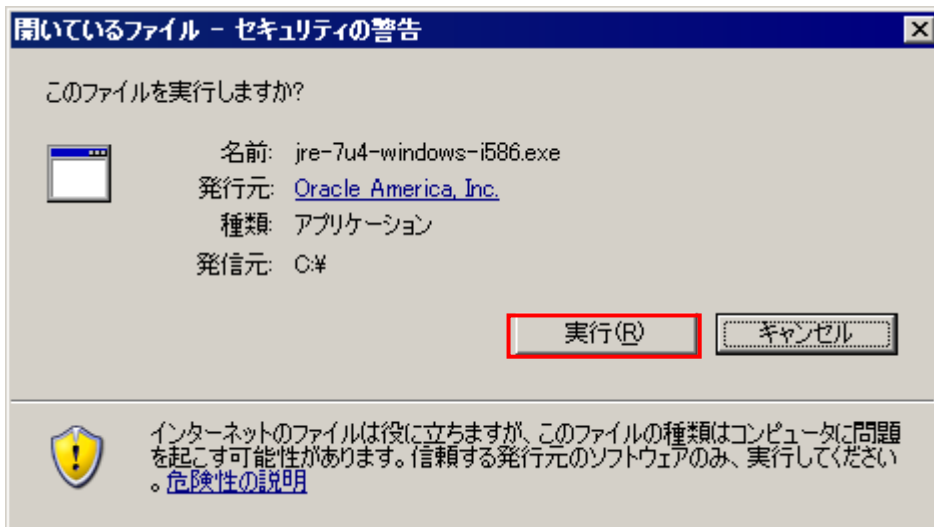 開いているファイル - セキュリティの警告
このファイルを実行しますか?
名前: jre-7u4-windows-i586.exe
発行元: Oracle America, Inc.
種類: アプリケーション
発信元: C:¥
実行(R) キャンセル
インターネットのファイルは役に立ちますが、このファイルの種類はコンピュータに問題
を起こす可能性があります。信頼する発行元のソフトウェアのみ、実行してください
。危険性の説明